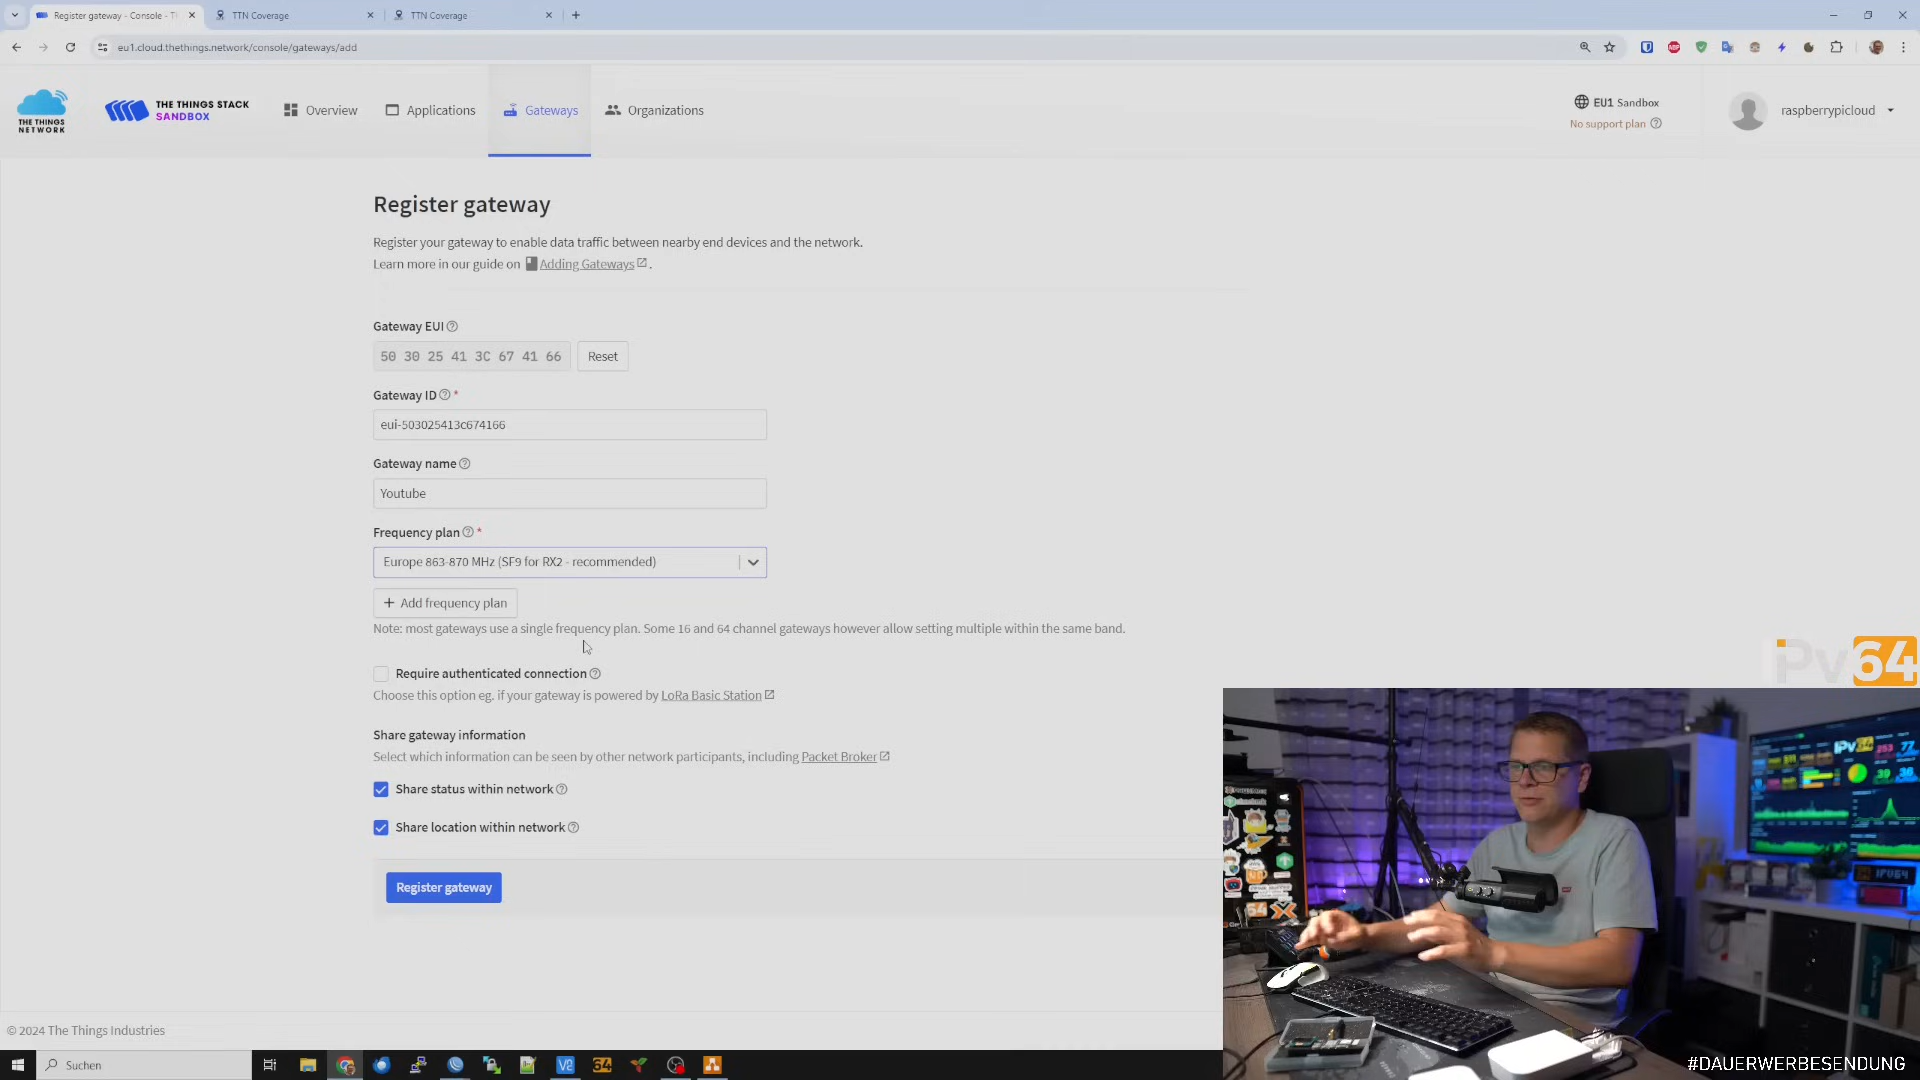 Register gateway - Console - Th
TTN Coverage
TTN Coverage
eu1.cloud.thethings.network/console/gateways/add
THE THINGS NETWORK
THE THINGS STACK
SANDBOX
Overview
Applications
Gateways
Organizations
EU1 Sandbox
No support plan
raspberrypicloud
Register gateway
Register your gateway to enable data traffic between nearby end devices and the network.
Learn more in our guide on Adding Gateways .
Gateway EUI
50 30 25 41 3C 67 41 66
Reset
Gateway ID *
eui-503025413c674166
Gateway name
Youtube
Frequency plan *
Europe 863-870 MHz (SF9 for RX2 - recommended)
+ Add frequency plan
Note: most gateways use a single frequency plan. Some 16 and 64 channel gateways however allow setting multiple within the same band.
Require authenticated connection
Choose this option eg. if your gateway is powered by LoRa Basic Station
Share gateway information
Select which information can be seen by other network participants, including Packet Broker
Share status within network
Share location within network
Register gateway
IPv64
© 2024 The Things Industries
Suchen
#DAUERWERBESENDUNG